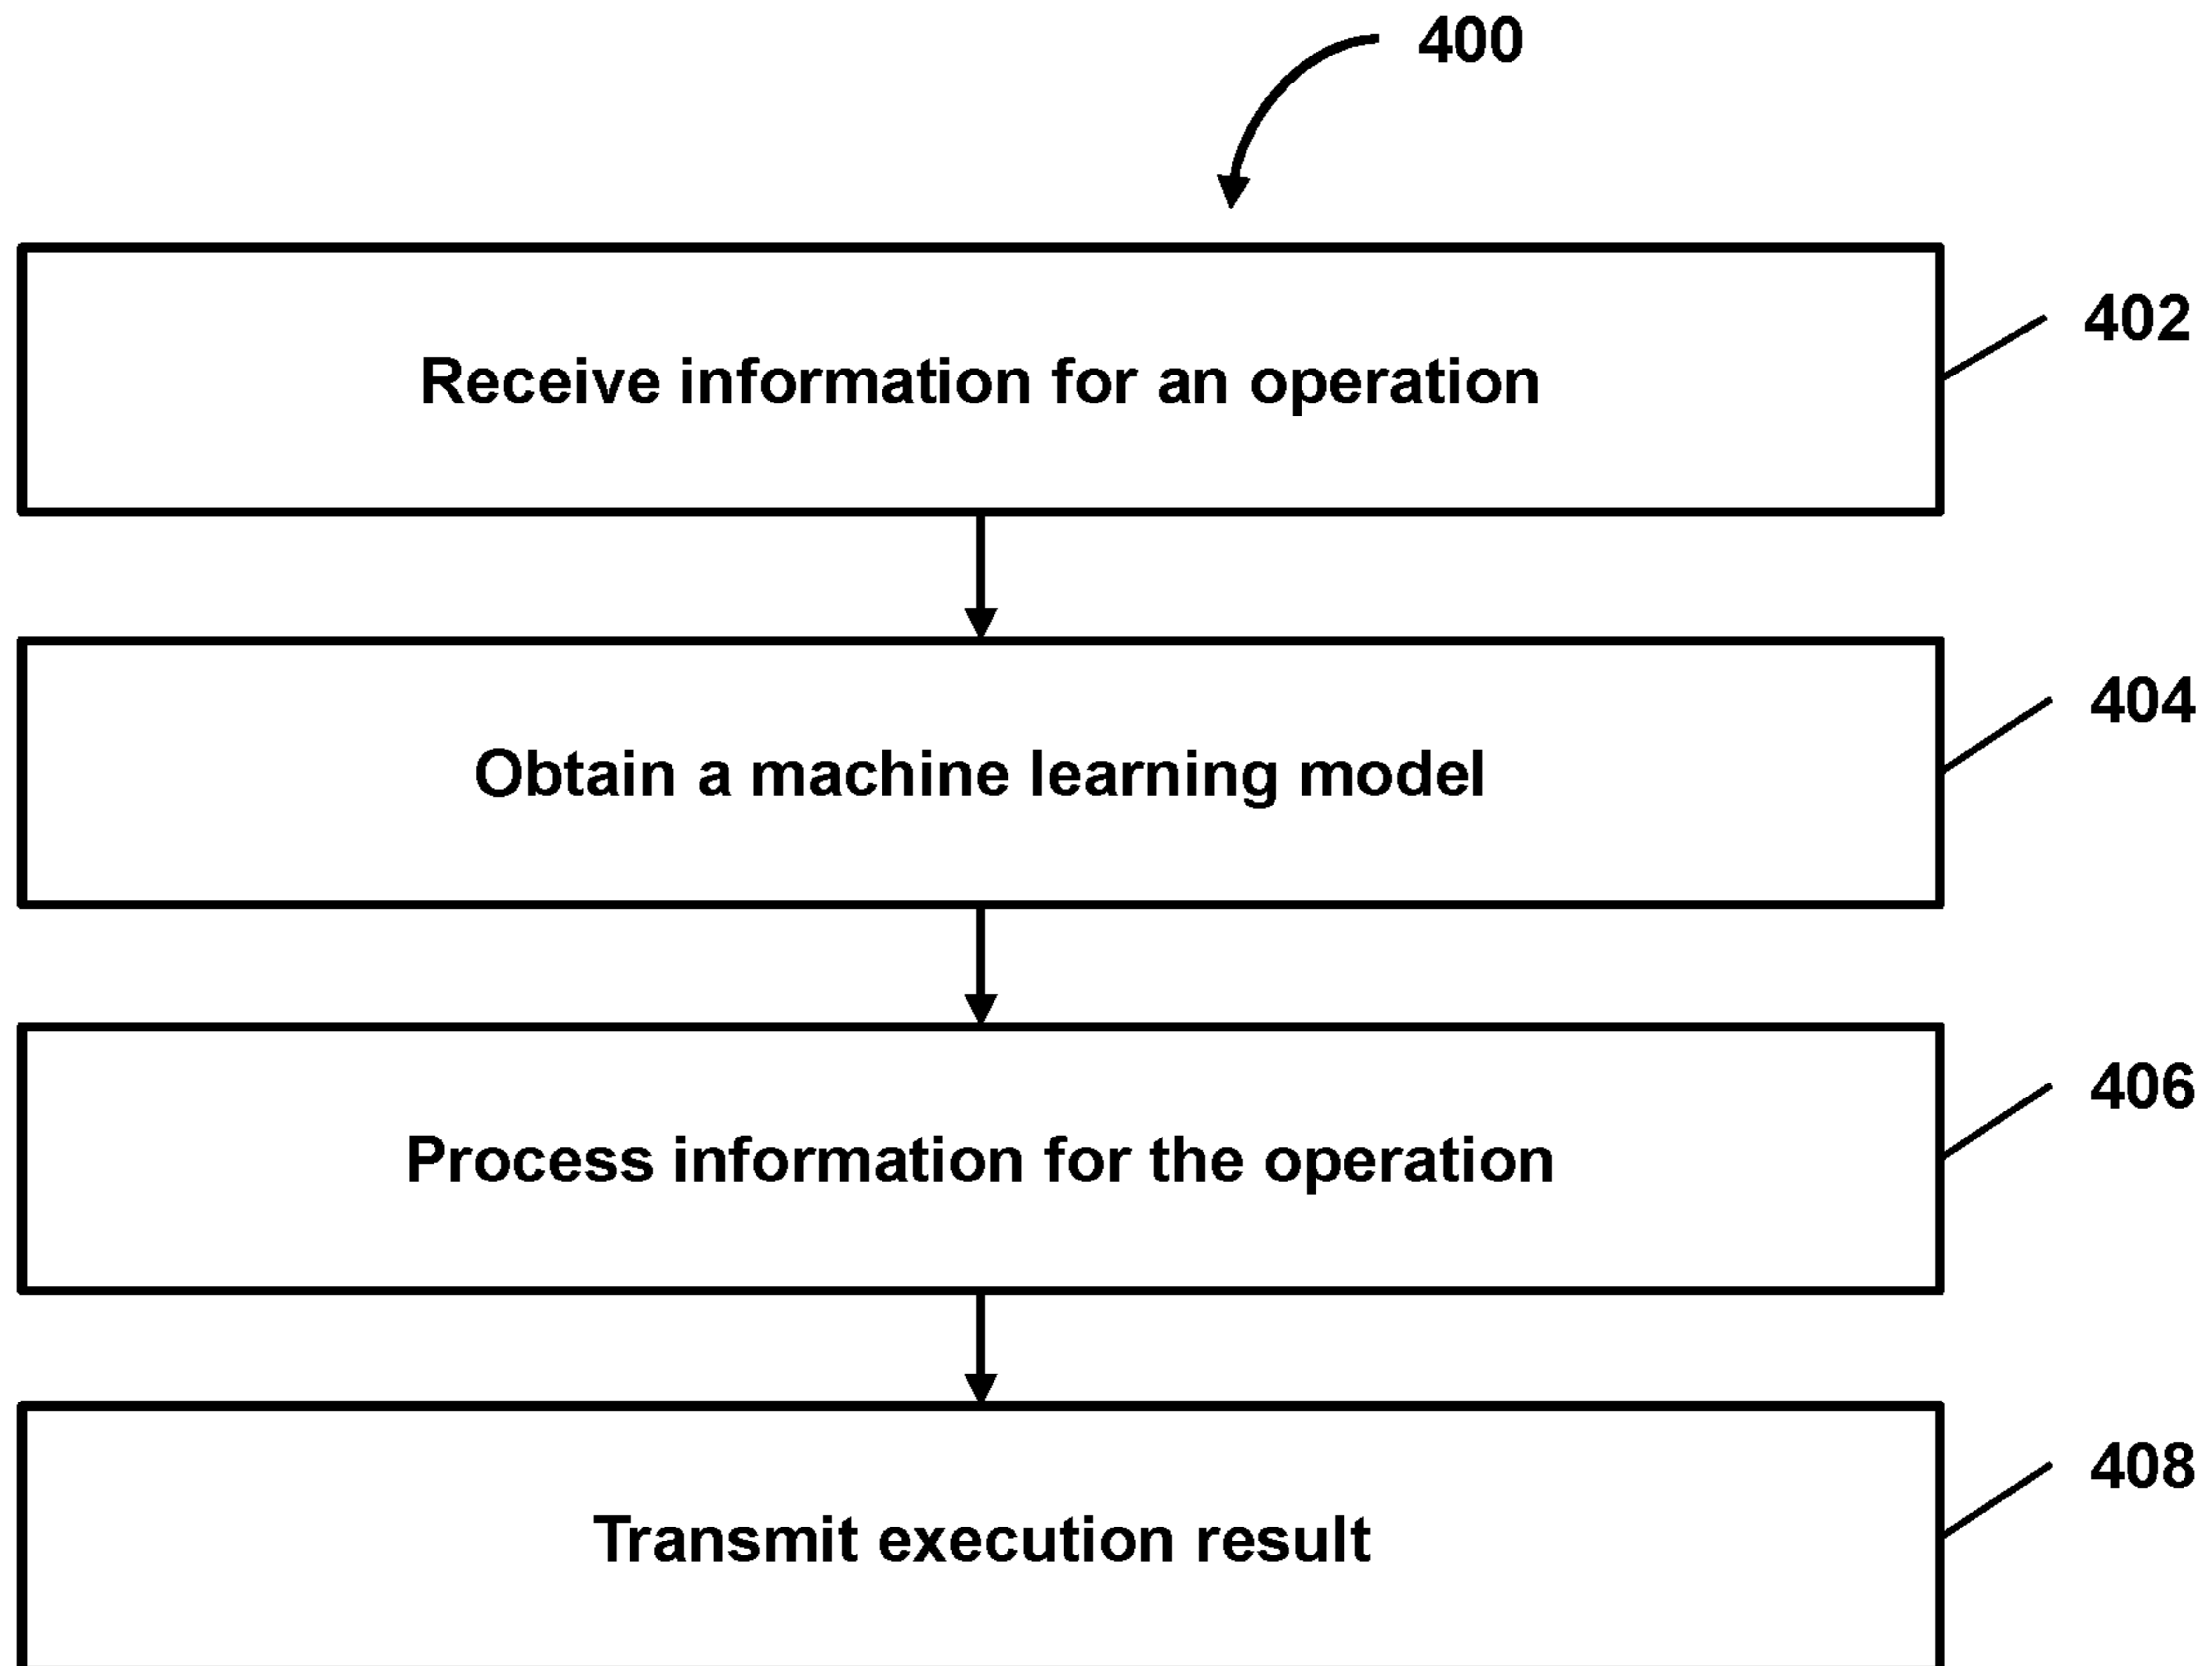 400
Receive information for an operation
402
Obtain a machine learning model
404
Process information for the operation
406
Transmit execution result
408